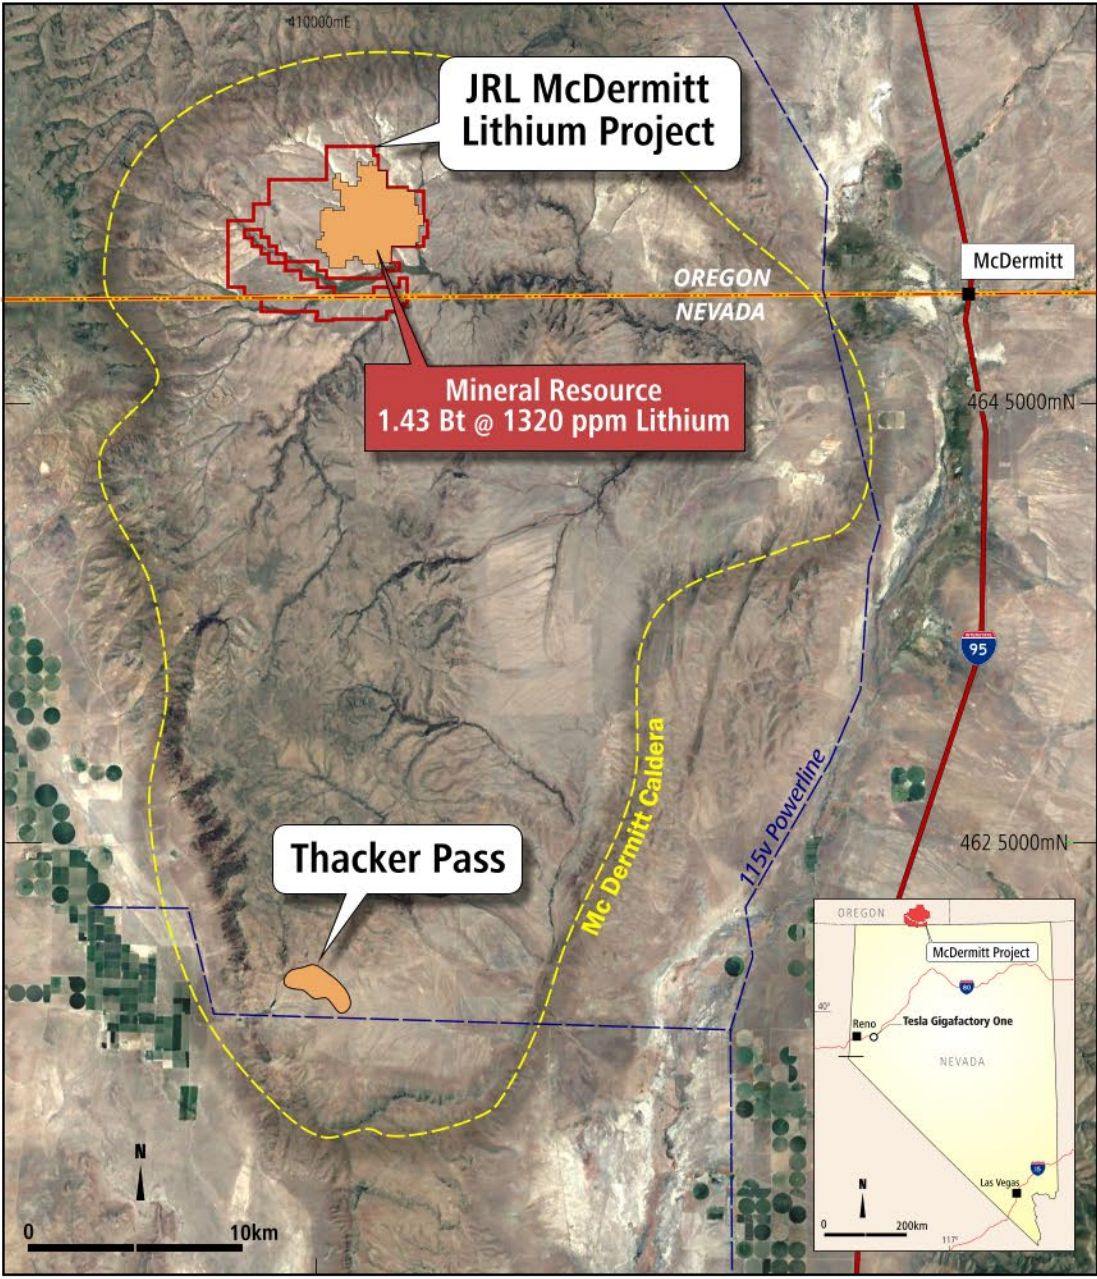 410000mE
JRL McDermitt
Lithium Project
McDermitt
OREGON
NEVADA
Mineral Resource
1.43 Bt @ 1320 ppm Lithium
464 5000mN
INTERSTATE
95
Mc Dermitt Caldera
115v Powerline
462 5000mN
Thacker Pass
OREGON
McDermitt Project
80
40°
Reno
Tesla Gigafactory One
NEVADA
15
Las Vegas
N
0 200km
117°
N
0 10km